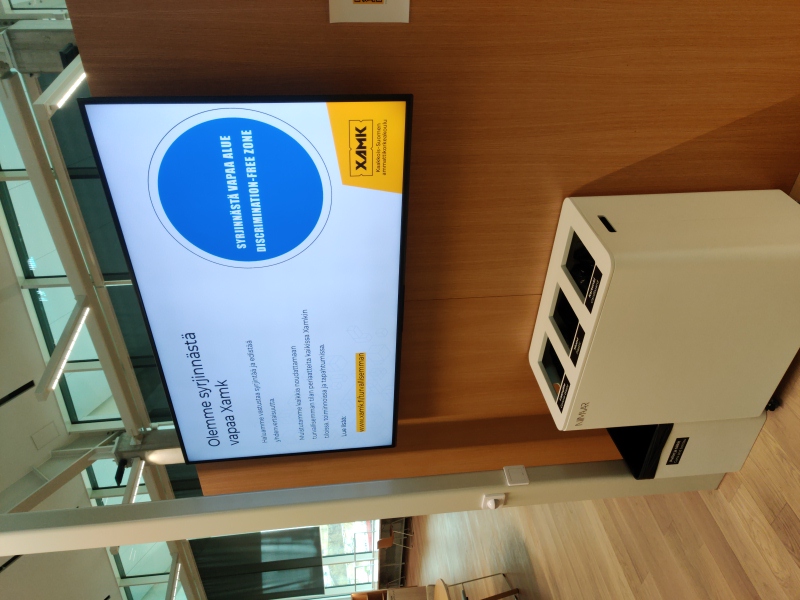 Olemme syrjinnästä
vapaa Xamk
Haluamme vastustaa syrjintää ja edistää
yhdenvertaisuutta.
Muistutamme kaikkia noudattamaan
turvallisemman tilan periaatteita kaikissa Xamkin
tiloissa, toiminnoissa ja tapahtumissa.
Lue lisää:
www.xamk.fi/turvallisemman
SYRJINNÄSTÄ VAPAA ALUE
DISCRIMINATION-FREE ZONE
XAMK
Kaakkois-Suomen
ammattikorkeakoulu